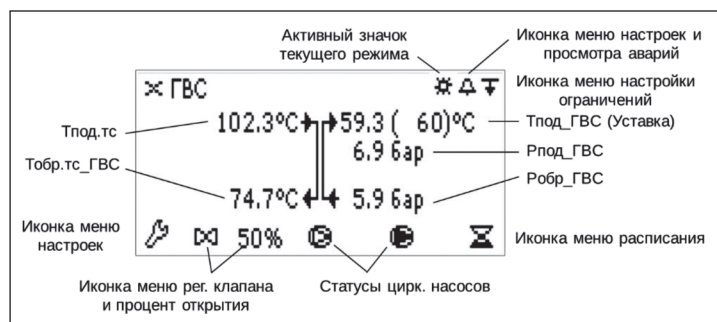 Активный значок
текущего режима
Иконка меню настроек и
просмотра аварий
ГВС
Иконка меню настройки
ограничений
Тпод.тс
102.3°C
59.3 ( 60)°C
Тпод_ГВС (Уставка)
6.9 бар
Рпод_ГВС
Тобр.тс_ГВС
74.7°C
5.9 бар
Робр_ГВС
Иконка меню
настроек
50%
Иконка меню расписания
Иконка меню рег. клапана
и процент открытия
Статусы цирк. насосов